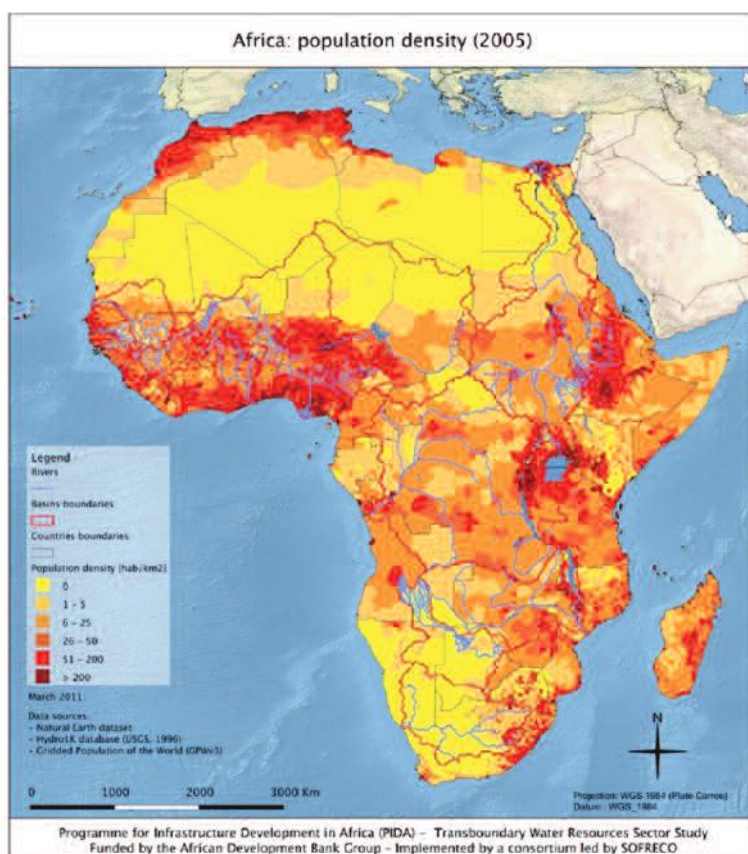 Africa: population density (2005)
Legend
Rivers
Basins boundaries
Countries boundaries
Population density (hab/km2)
0
1 - 5
6 - 25
26 - 50
51 - 200
> 200
March 2011
Data sources:
- Natural Earth dataset
- Hydro1K database (USGS, 1996)
- Gridded Population of the World (GPWv3)
0 1000 2000 3000 Km
N
Projection: WGS 1984 (Plate Carree)
Datum : WGS_1984
Programme for Infrastructure Development in Africa (PIDA) - Transboundary Water Resources Sector Study
Funded by the African Development Bank Group - Implemented by a consortium led by SOFRECO